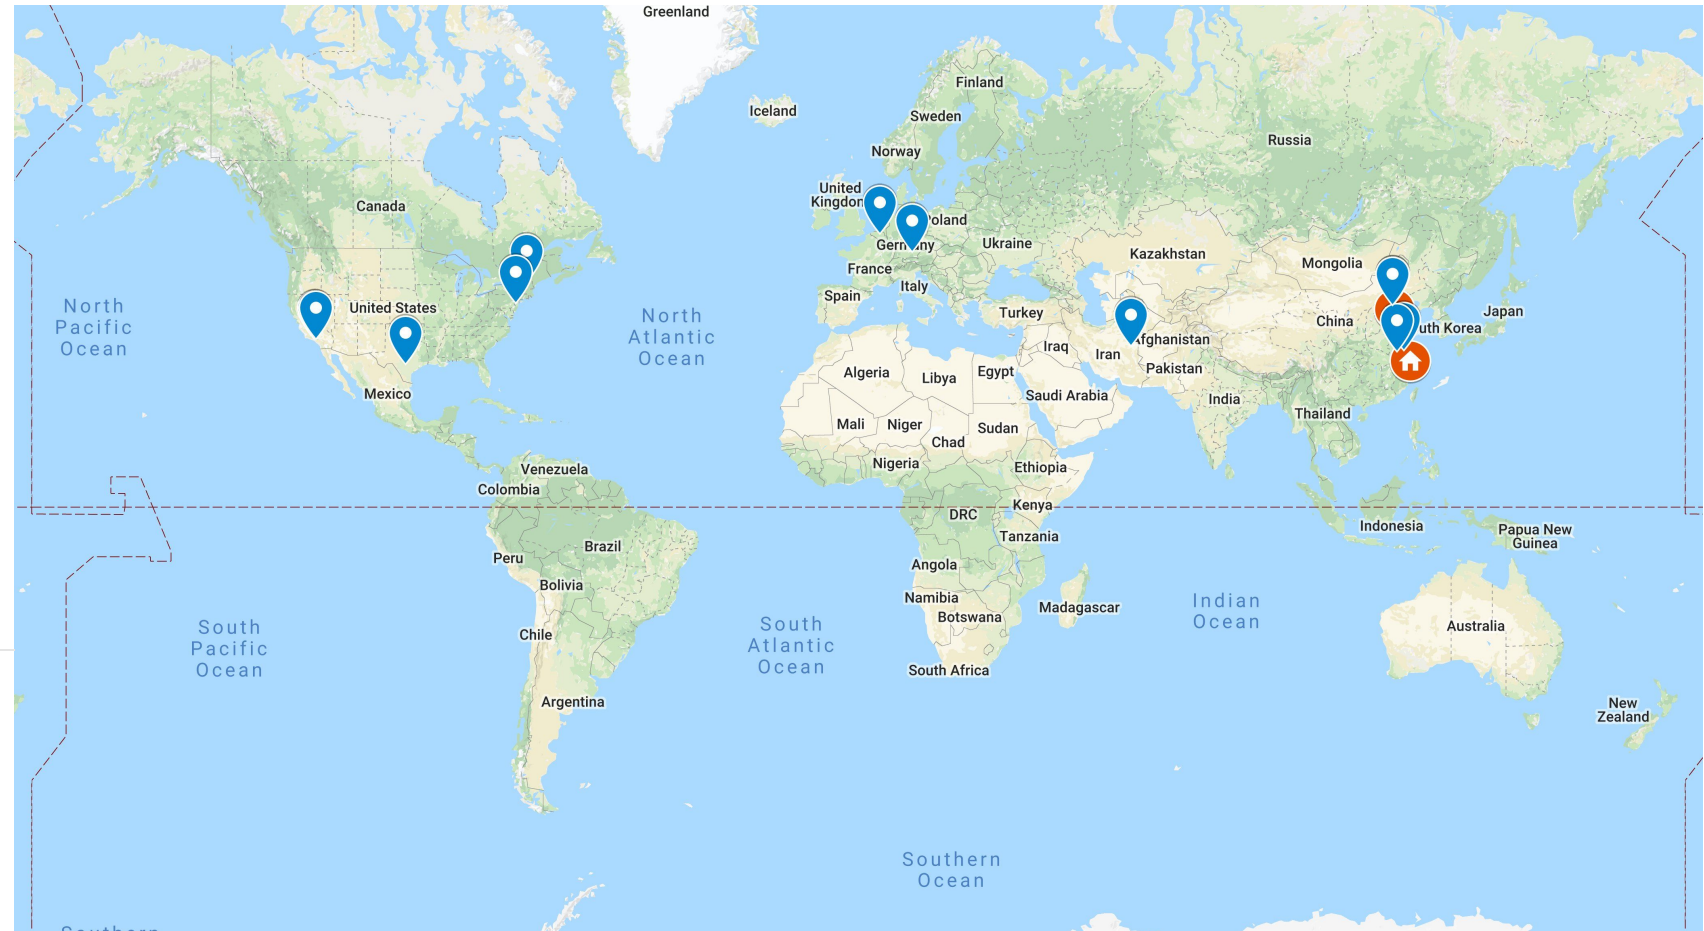 Greenland
Iceland
Finland
Sweden
Norway
Russia
United
Kingdom
Poland
Germany
Ukraine
Kazakhstan
Mongolia
France
Italy
Spain
Turkey
Canada
United States
North
Pacific
Ocean
North
Atlantic
Ocean
Mexico
China
Japan
uth Korea
Afghanistan
Iraq
Iran
Pakistan
Algeria
Libya
Egypt
Saudi Arabia
India
Thailand
Mali
Niger
Chad
Sudan
Nigeria
Ethiopia
Venezuela
Colombia
DRC
Kenya
Tanzania
Indonesia
Papua New
Guinea
Brazil
Peru
Bolivia
Angola
Namibia
Botswana
Madagascar
Indian
Ocean
Australia
South
Pacific
Ocean
South
Atlantic
Ocean
Chile
South Africa
Argentina
New
Zealand
Southern
Ocean
Southern